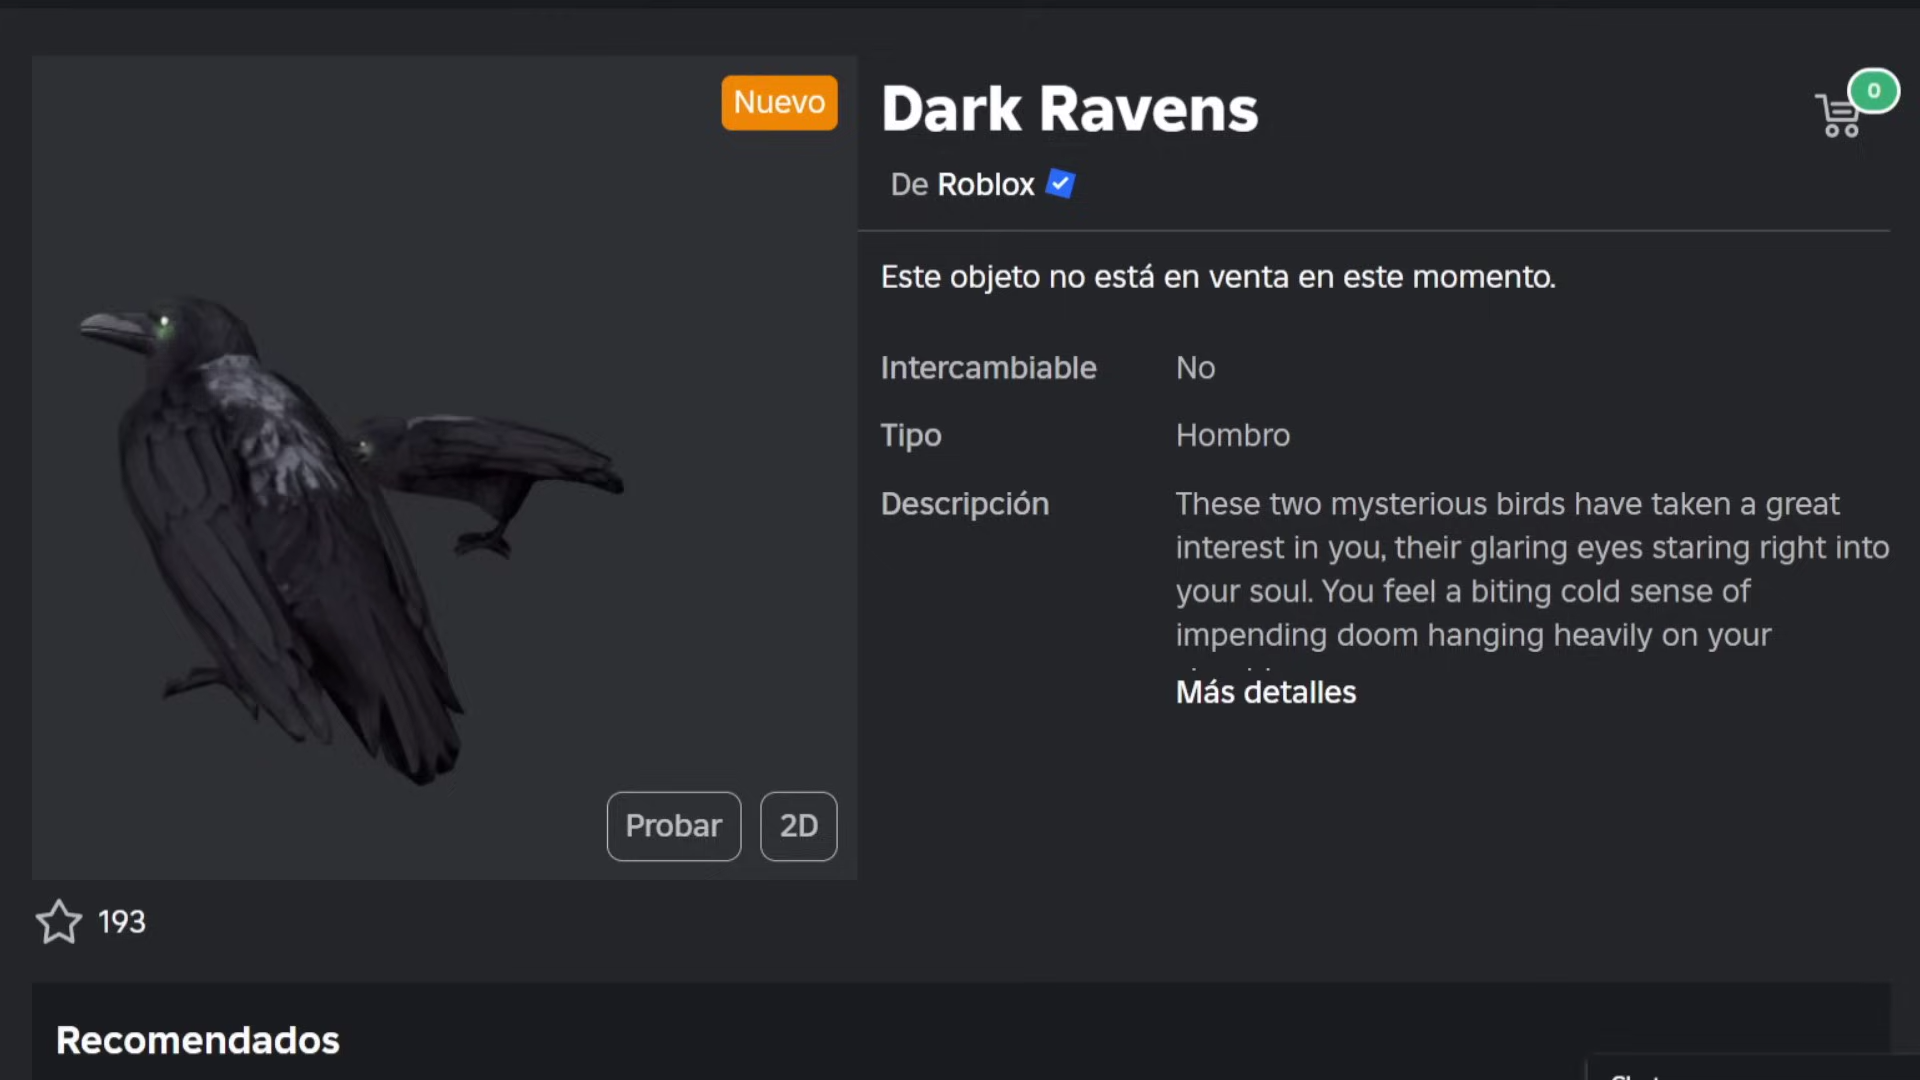 Nuevo
Dark Ravens
0
De Roblox
Este objeto no está en venta en este momento.
Intercambiable No
Tipo Hombro
Descripción These two mysterious birds have taken a great
interest in you, their glaring eyes staring right into
your soul. You feel a biting cold sense of
impending doom hanging heavily on your
Más detalles
Probar 2D
193
Recomendados